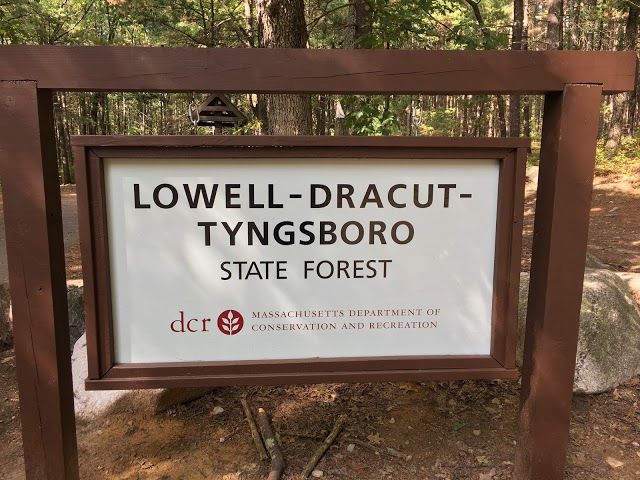 LOWELL-DRACUT-
TYNGSBORO
STATE FOREST
dcr MASSACHUSETTS DEPARTMENT OF
CONSERVATION AND RECREATION